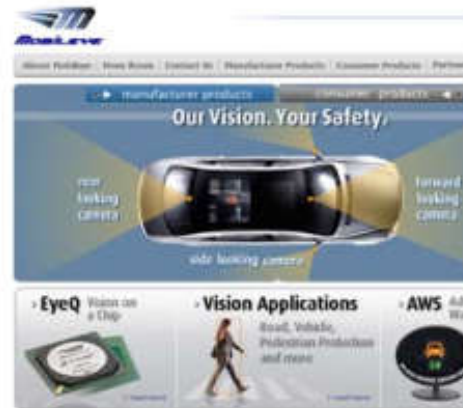 MOBILEYE
News Room | Contact Us | Manufacturer Products | Consumer Products
manufacturer products
consumer products
Our Vision. Your Safety.
rear looking camera
forward looking camera
side looking camera
EyeQ Vision on a Chip
Vision Applications
Road, Vehicle,
Pedestrian Protection
and more
AWS